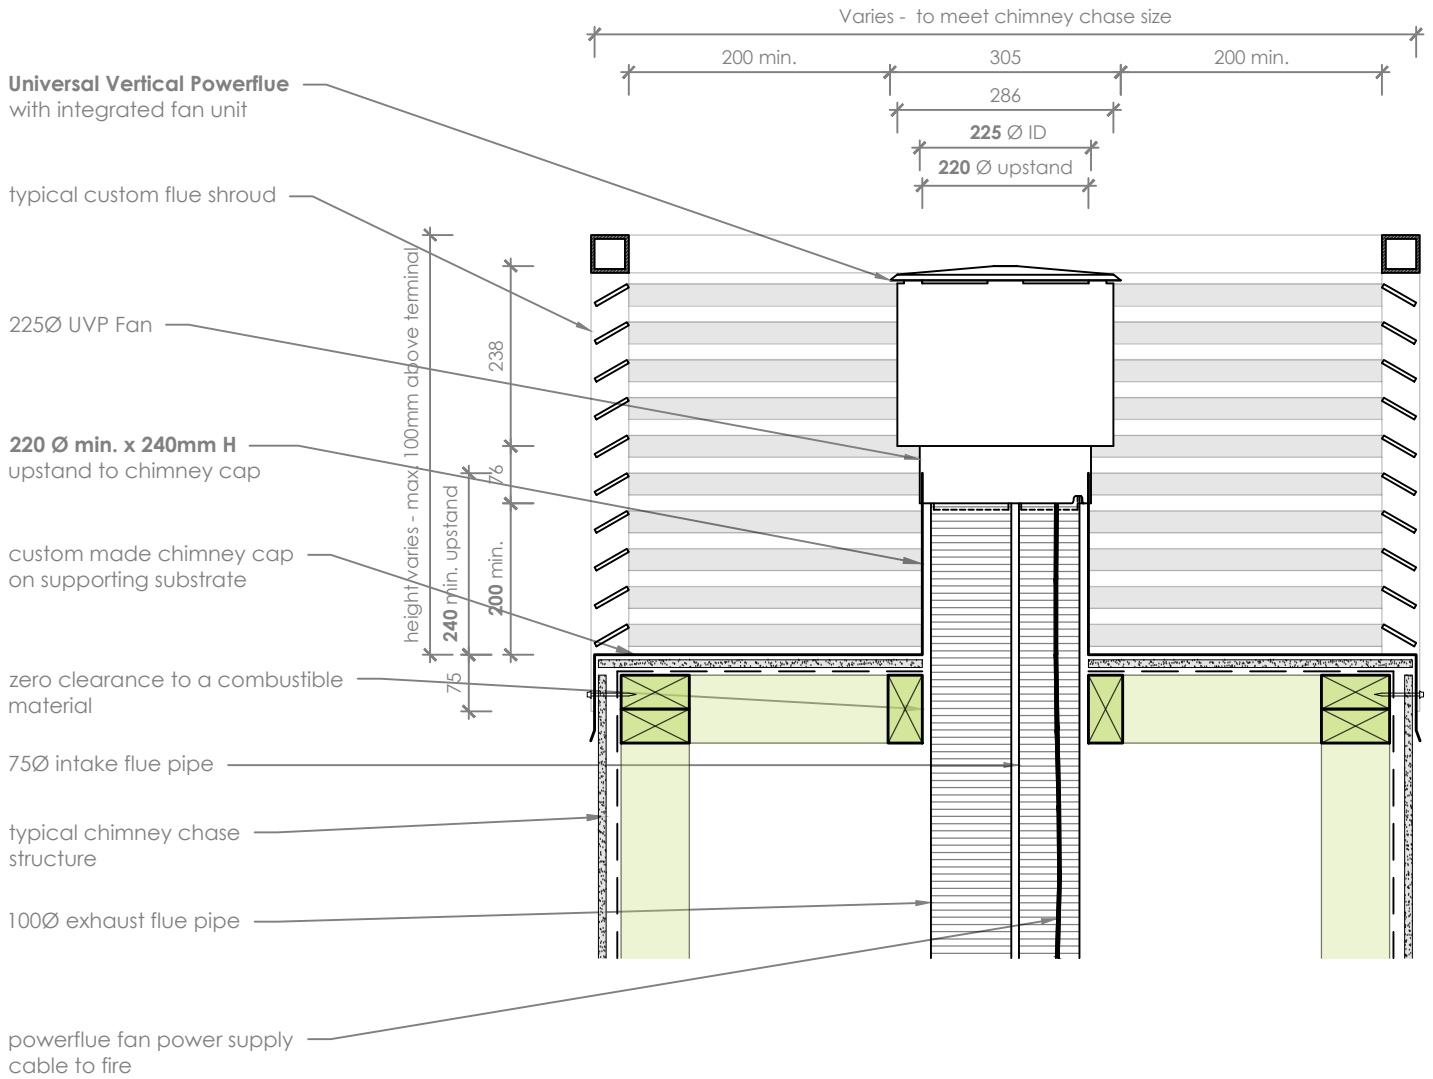 Varies - to meet chimney chase size
200 min.
305
200 min.
286
225 Ø ID
220 Ø upstand
Universal Vertical Powerflue
with integrated fan unit
typical custom flue shroud
225Ø UVP Fan
220 Ø min. x 240mm H
upstand to chimney cap
custom made chimney cap
on supporting substrate
zero clearance to a combustible
material
75Ø intake flue pipe
typical chimney chase
structure
100Ø exhaust flue pipe
powerflue fan power supply
cable to fire
height varies - max. 100mm above terminal
240 min. upstand
75
238
76
200 min.